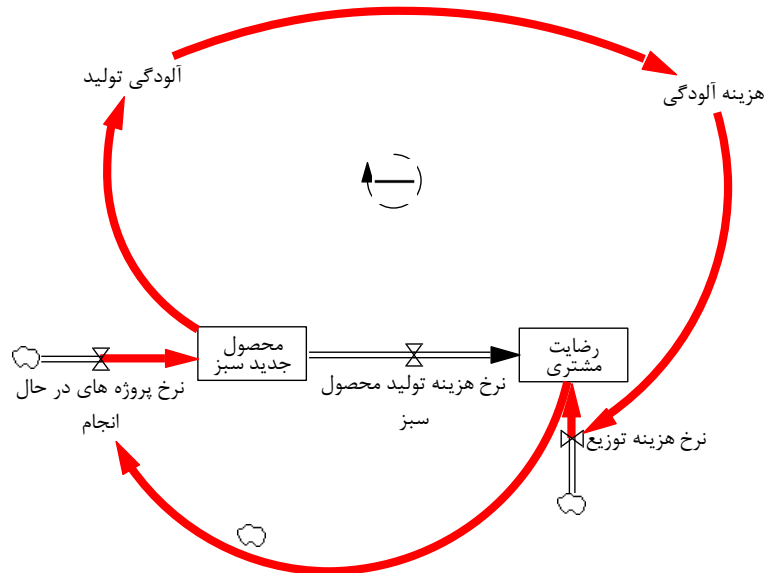 آلودگی تولید
هزینه آلودگی
محصول
جدید سبز
رضایت
مشتری
نرخ پروژه های در حال
انجام
نرخ هزینه تولید محصول
سبز
نرخ هزینه توزیع